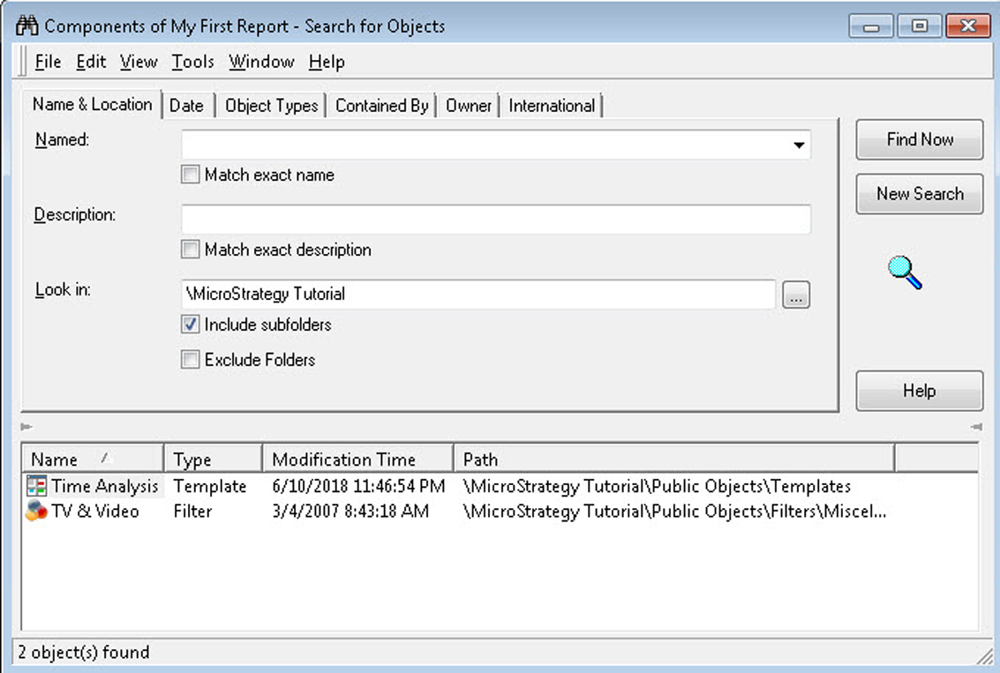 Components of My First Report - Search for Objects
File Edit View Tools Window Help
Name & Location Date Object Types Contained By Owner International
Named:
Find Now
Match exact name
New Search
Description:
Match exact description
Look in: \MicroStrategy Tutorial ...
Include subfolders
Exclude Folders
Help
Name Type Modification Time Path
Time Analysis Template 6/10/2018 11:46:54 PM \MicroStrategy Tutorial\Public Objects\Templates
TV & Video Filter 3/4/2007 8:43:18 AM \MicroStrategy Tutorial\Public Objects\Filters\Miscel...
2 object(s) found